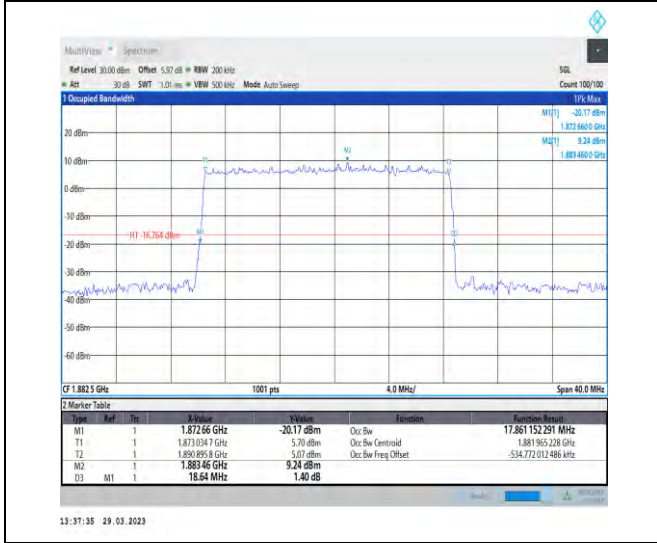 MultiView Spectrum
Ref Level 30.00 dBm Offset 5.97 dB RBW 200 kHz SGL
Att 30 dB SWT 1.01 ms VBW 500 kHz Mode Auto Sweep Count 100/100
1 Occupied Bandwidth 1Pk Max
M1(1) -20.17 dBm
1.872 660 0 GHz
20 dBm
M2(1) 9.24 dBm
1.883 460 0 GHz
M2
10 dBm
T1 T2
0 dBm
-10 dBm
M1
H1 -16.764 dBm
-20 dBm
-30 dBm
-40 dBm
-50 dBm
-60 dBm
CF 1.882 5 GHz 1001 pts 4.0 MHz/ Span 40.0 MHz
2 Marker Table
Type Ref Trc X-Value Y-Value Function Function Result
M1 1 1.872 66 GHz -20.17 dBm Occ Bw 17.861 152 291 MHz
T1 1 1.873 034 7 GHz 5.70 dBm Occ Bw Centroid 1.881 965 228 GHz
T2 1 1.890 895 8 GHz 5.07 dBm Occ Bw Freq Offset -534.772 012 486 kHz
M2 1 1.883 46 GHz 9.24 dBm
D3 M1 1 18.64 MHz 1.40 dB
13:37:35 29.03.2023